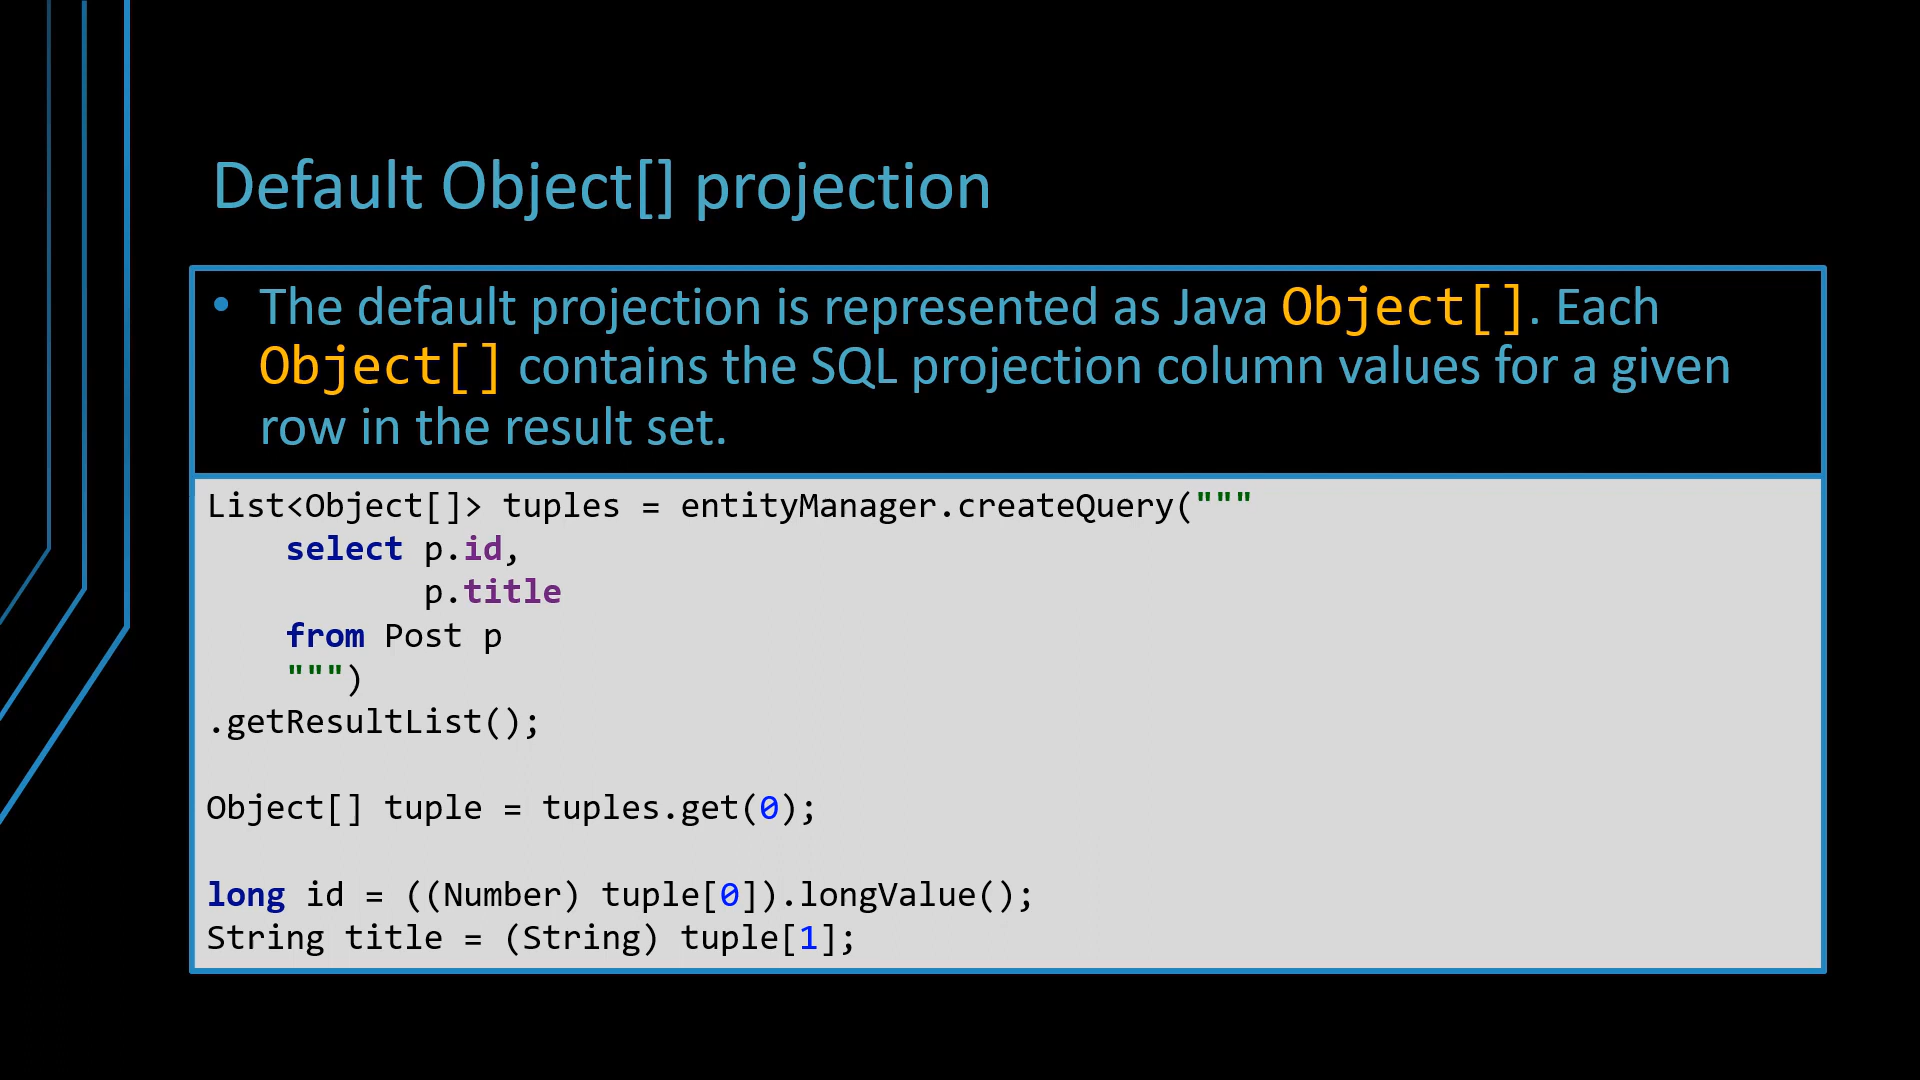 Default Object[] projection
• The default projection is represented as Java Object[]. Each
Object[] contains the SQL projection column values for a given
row in the result set.
List<Object[]> tuples = entityManager.createQuery("""
    select p.id,
           p.title
    from Post p
    """)
.getResultList();

Object[] tuple = tuples.get(0);

long id = ((Number) tuple[0]).longValue();
String title = (String) tuple[1];